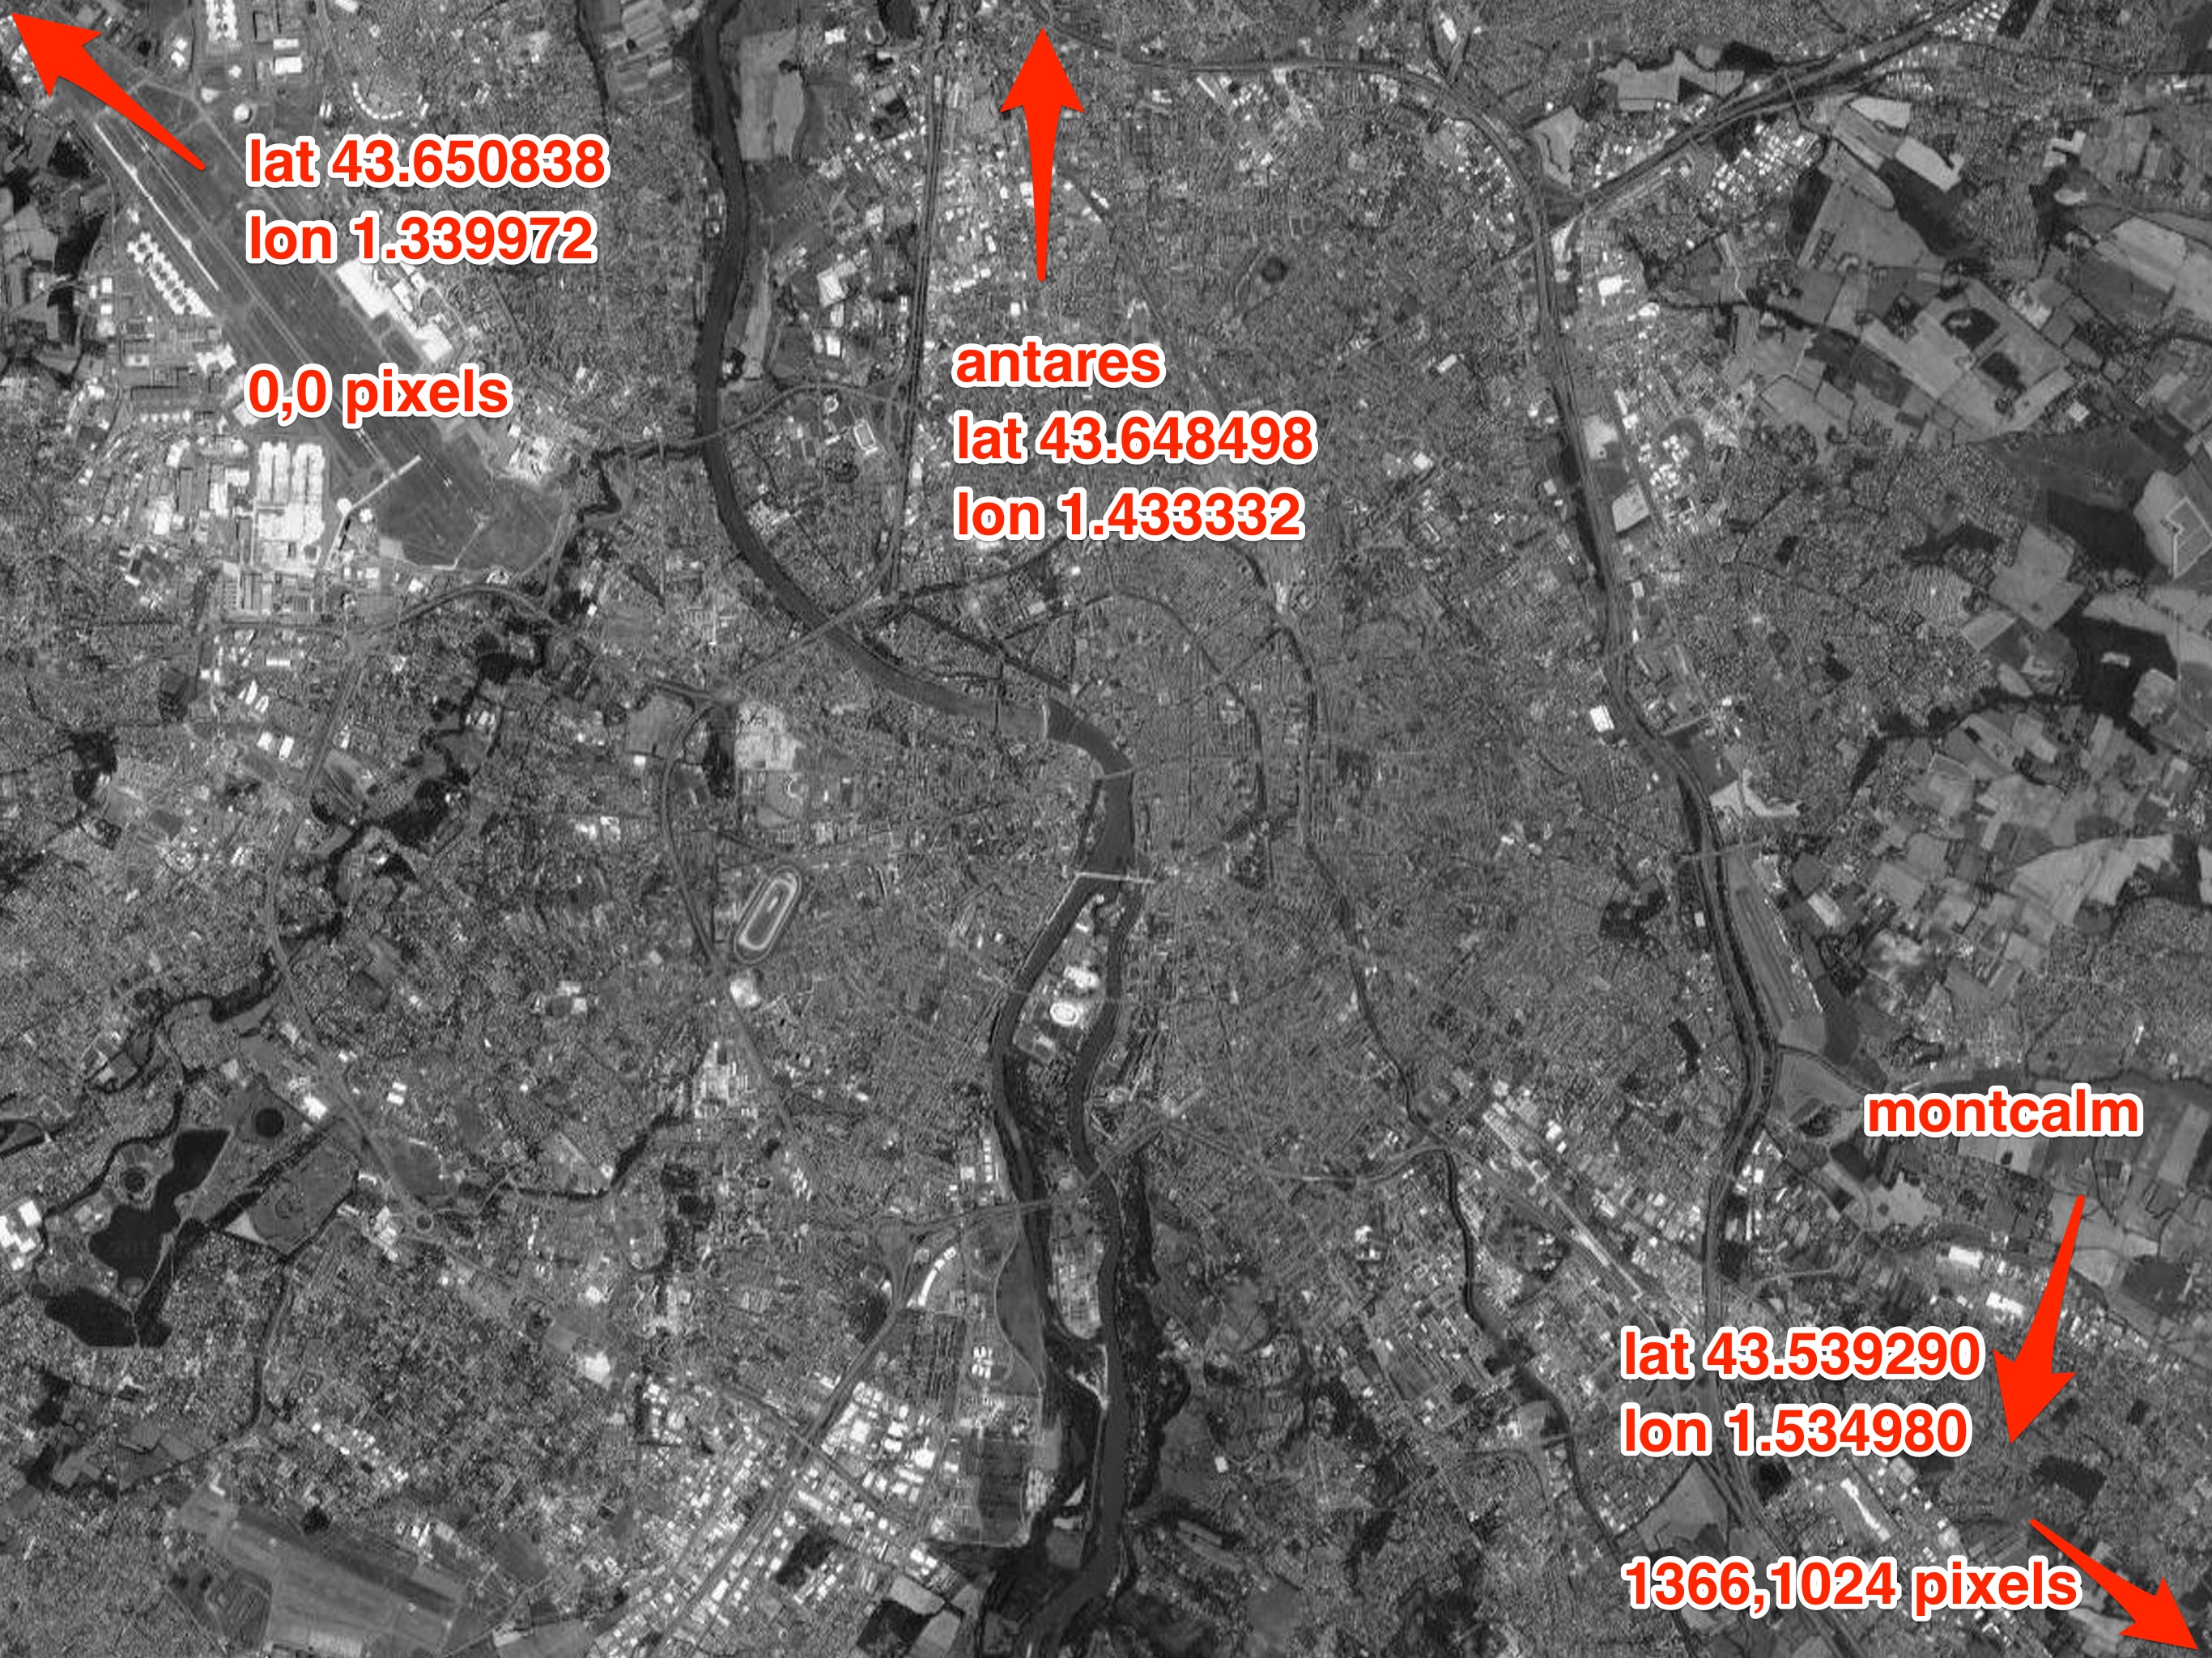 lat 43.650838
lon 1.339972
0,0 pixels
antares
lat 43.648498
lon 1.433332
montcalm
lat 43.539290
lon 1.534980
1366,1024 pixels